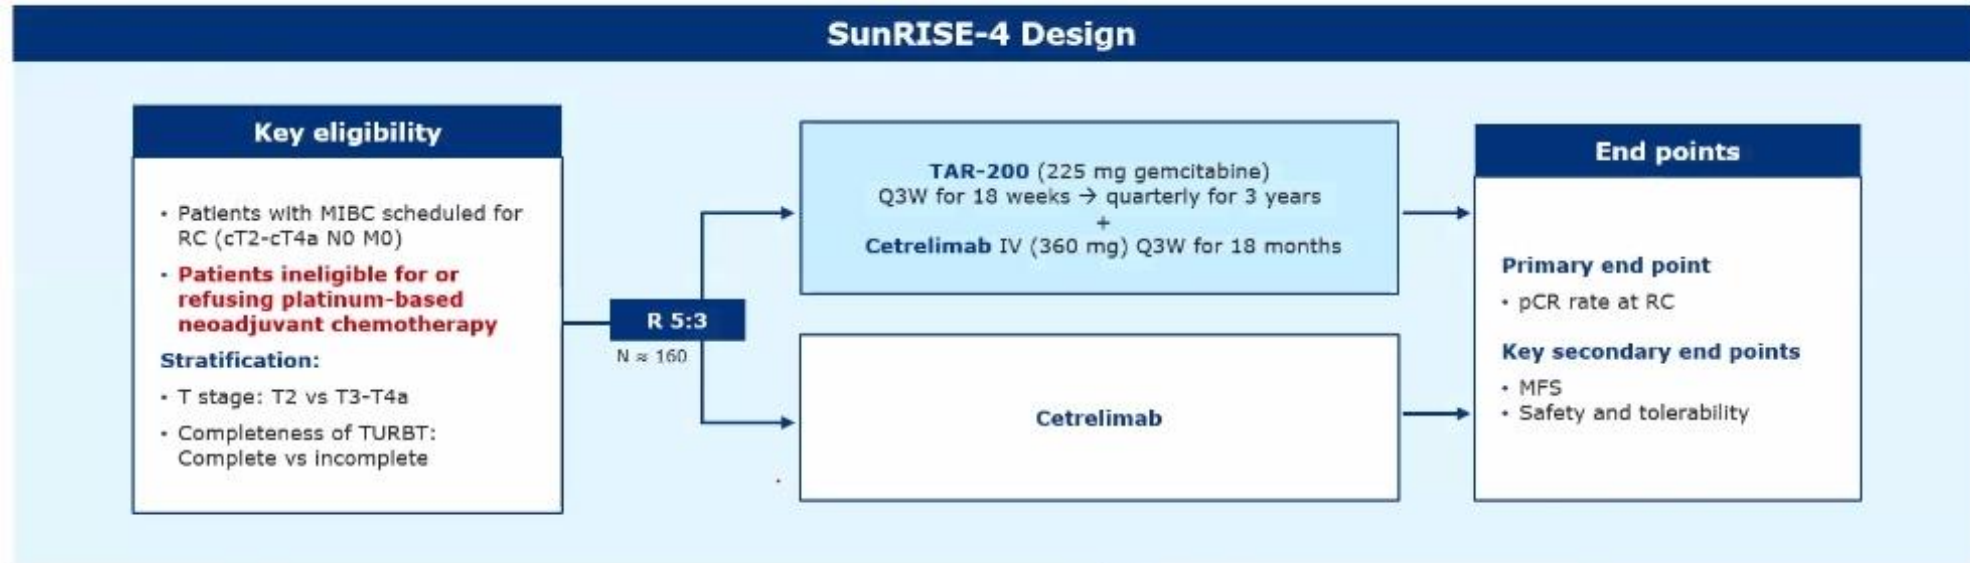 SunRISE-4 Design
Key eligibility
• Patients with MIBC scheduled for
RC (cT2-cT4a N0 M0)
• Patients ineligible for or
refusing platinum-based
neoadjuvant chemotherapy
Stratification:
• T stage: T2 vs T3-T4a
• Completeness of TURBT:
Complete vs incomplete
R 5:3
N ≈ 160
TAR-200 (225 mg gemcitabine)
Q3W for 18 weeks → quarterly for 3 years
+
Cetrelimab IV (360 mg) Q3W for 18 months
Cetrelimab
End points
Primary end point
• pCR rate at RC
Key secondary end points
• MFS
• Safety and tolerability